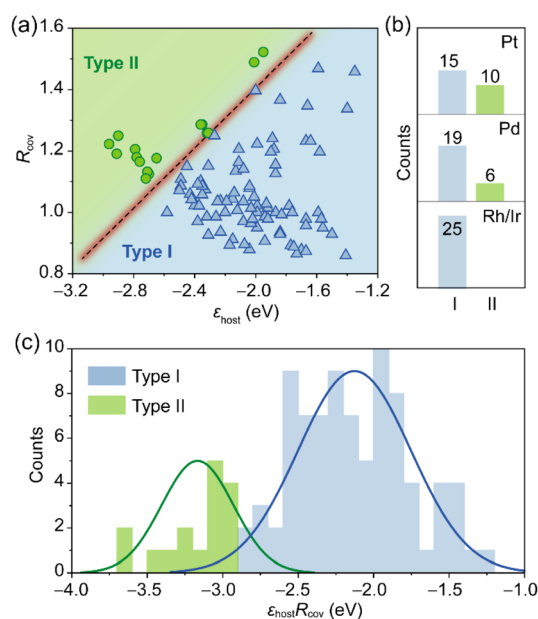 (a)
1.6
1.4
1.2
1.0
0.8
R_cov
Type II
Type I
−3.2 −2.8 −2.4 −2.0 −1.6 −1.2
ε_host (eV)
(b)
Counts
Pt
15
10
Pd
19
6
Rh/Ir
25
I II
(c)
10
8
6
4
2
0
Counts
Type I
Type II
−4.0 −3.5 −3.0 −2.5 −2.0 −1.5 −1.0
ε_hostR_cov (eV)